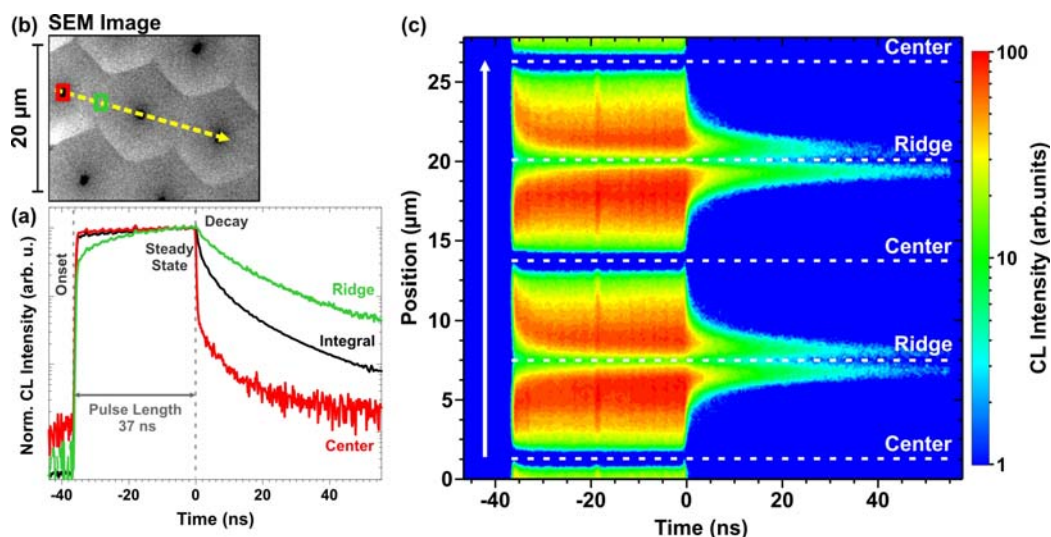 (b) SEM Image
20 µm
(a)
Norm. CL Intensity (arb. u.)
Onset
Steady
State
Decay
Ridge
Integral
Center
Pulse Length
37 ns
-40 -20 0 20 40
Time (ns)
(c)
Position (µm)
25
20
15
10
5
0
Center
Ridge
Center
Ridge
Center
-40 -20 0 20 40
Time (ns)
100
10
1
CL Intensity (arb.units)